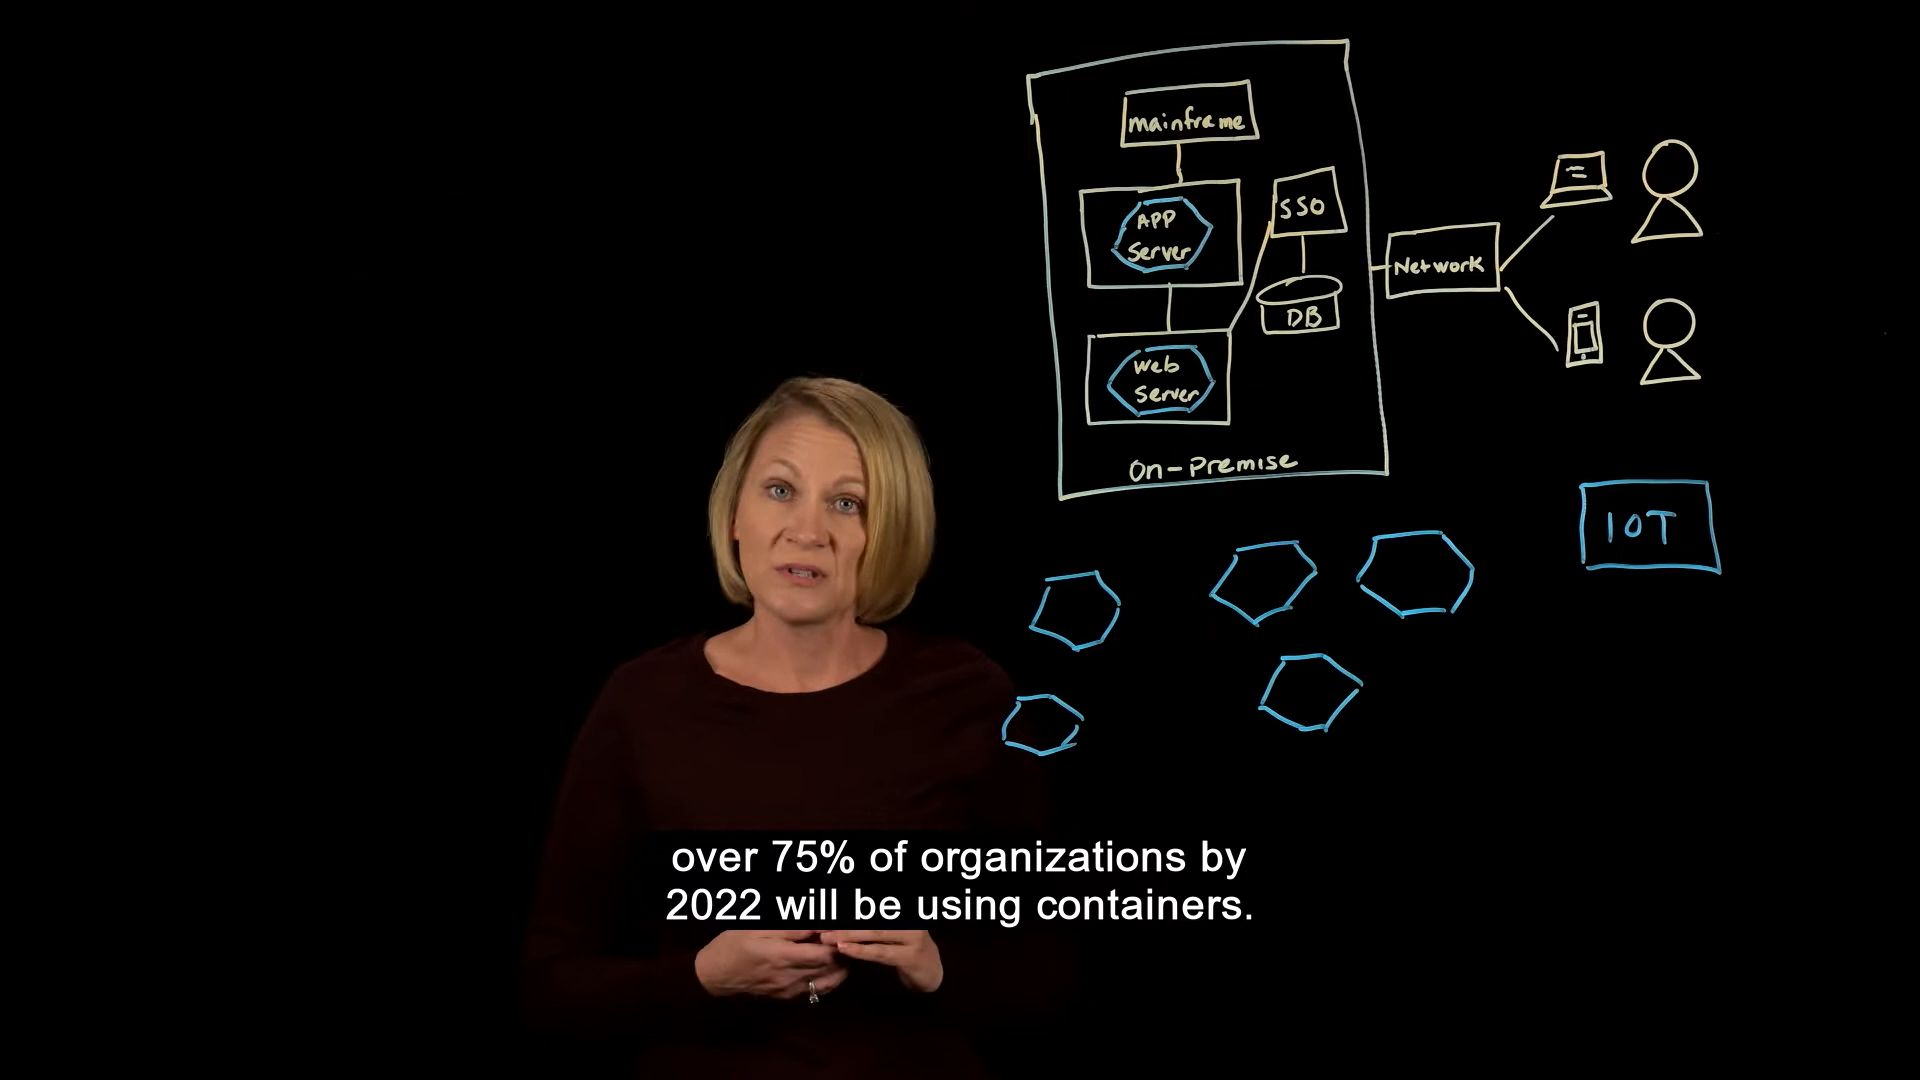 mainframe
APP
Server
SSO
Network
DB
Web
Server
On-Premise
IOT
over 75% of organizations by
2022 will be using containers.